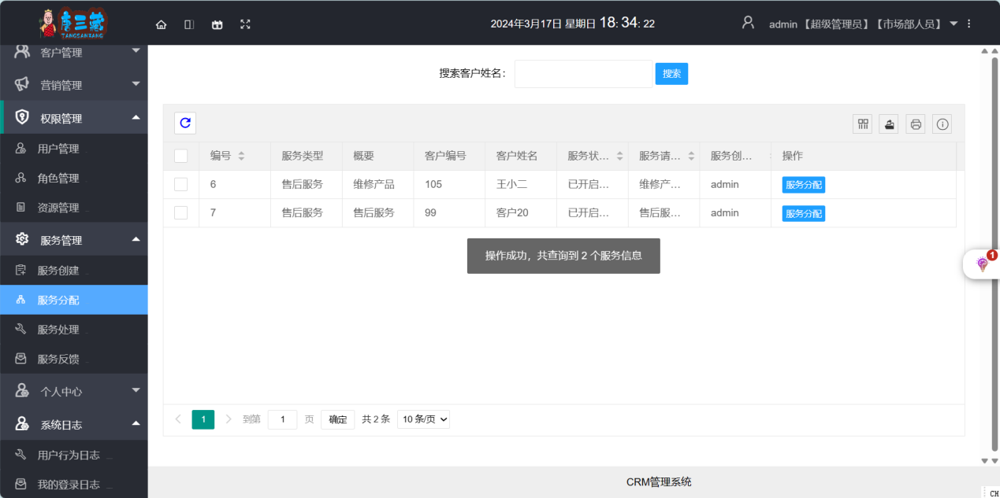 唐三藏
TANGSANZANG
2024年3月17日 星期日 18: 34: 22
admin 【超级管理员】【市场部人员】
客户管理
营销管理
权限管理
用户管理
角色管理
资源管理
服务管理
服务创建
服务分配
服务处理
服务反馈
个人中心
系统日志
用户行为日志
我的登录日志
搜索客户姓名： 搜索
编号 服务类型 概要 客户编号 客户姓名 服务状... 服务请... 服务创... 操作
6 售后服务 维修产品 105 王小二 已开启... 维修产... admin 服务分配
7 售后服务 售后服务 99 客户20 已开启... 售后服... admin 服务分配
操作成功，共查询到 2 个服务信息
1 到第 1 页 确定 共 2 条 10 条/页
1
CRM管理系统
CH